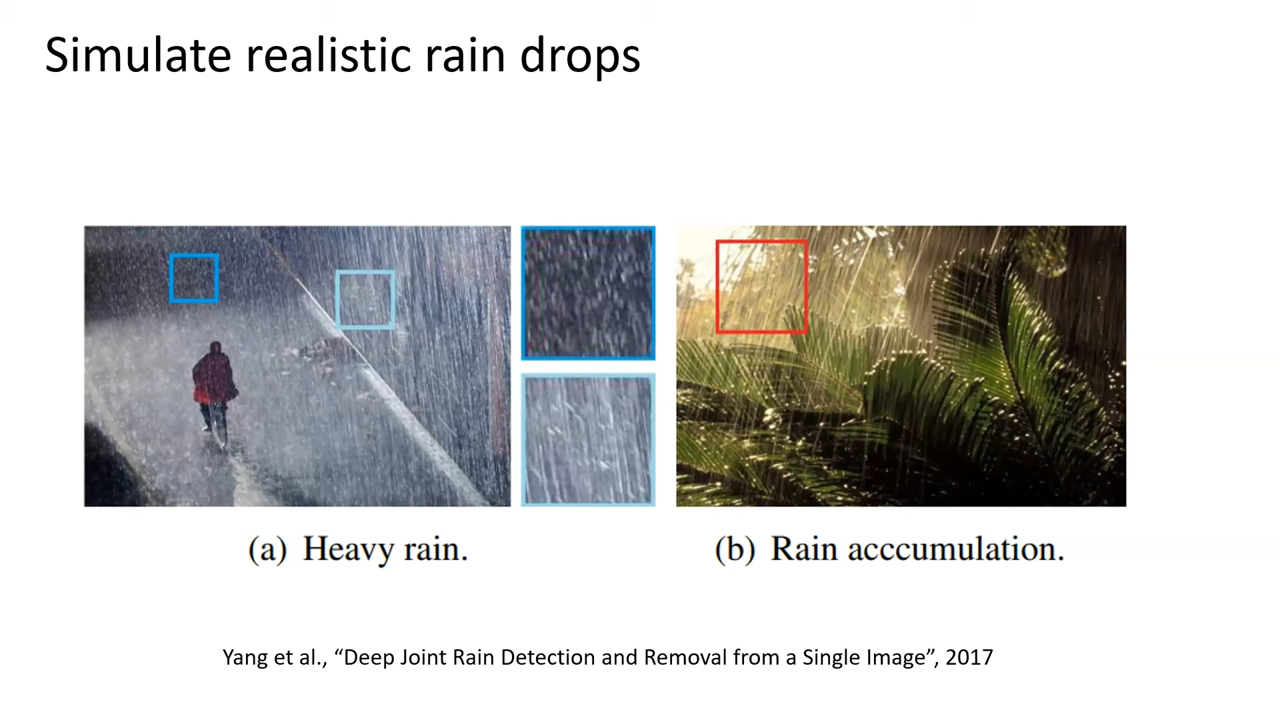 Simulate realistic rain drops
(a) Heavy rain.
(b) Rain acccumulation.
Yang et al., “Deep Joint Rain Detection and Removal from a Single Image”, 2017